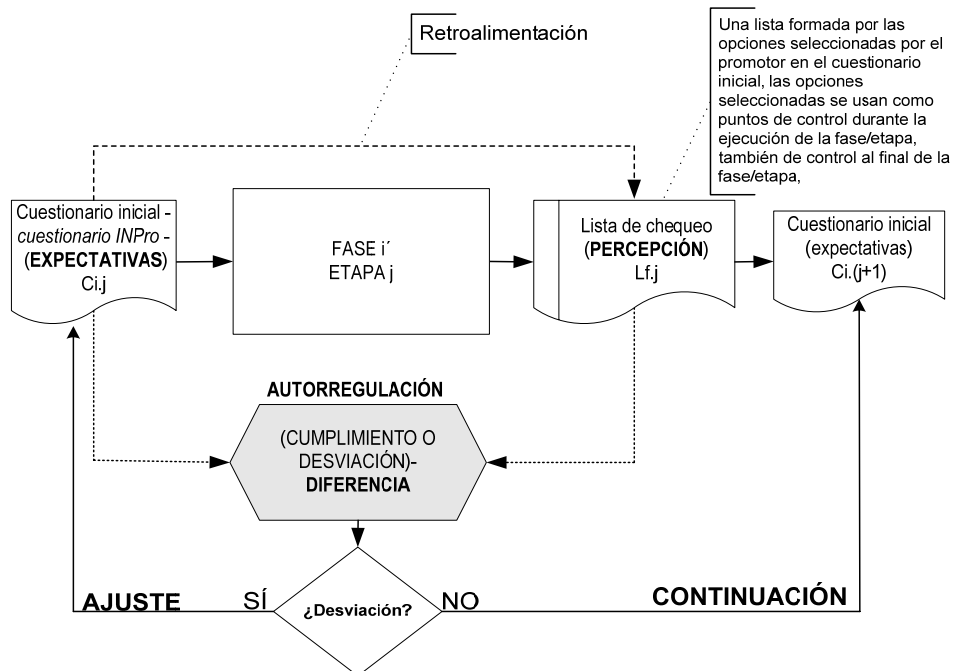 Retroalimentación
Una lista formada por las
opciones seleccionadas por el
promotor en el cuestionario
inicial, las opciones
seleccionadas se usan como
puntos de control durante la
ejecución de la fase/etapa,
también de control al final de la
fase/etapa,
Cuestionario inicial -
cuestionario INPro -
(EXPECTATIVAS)
Ci.j
FASE i´
ETAPA j
Lista de chequeo
(PERCEPCIÓN)
Lf.j
Cuestionario inicial
(expectativas)
Ci.(j+1)
AUTORREGULACIÓN
(CUMPLIMIENTO O
DESVIACIÓN)-
DIFERENCIA
AJUSTE
SÍ
¿Desviación?
NO
CONTINUACIÓN